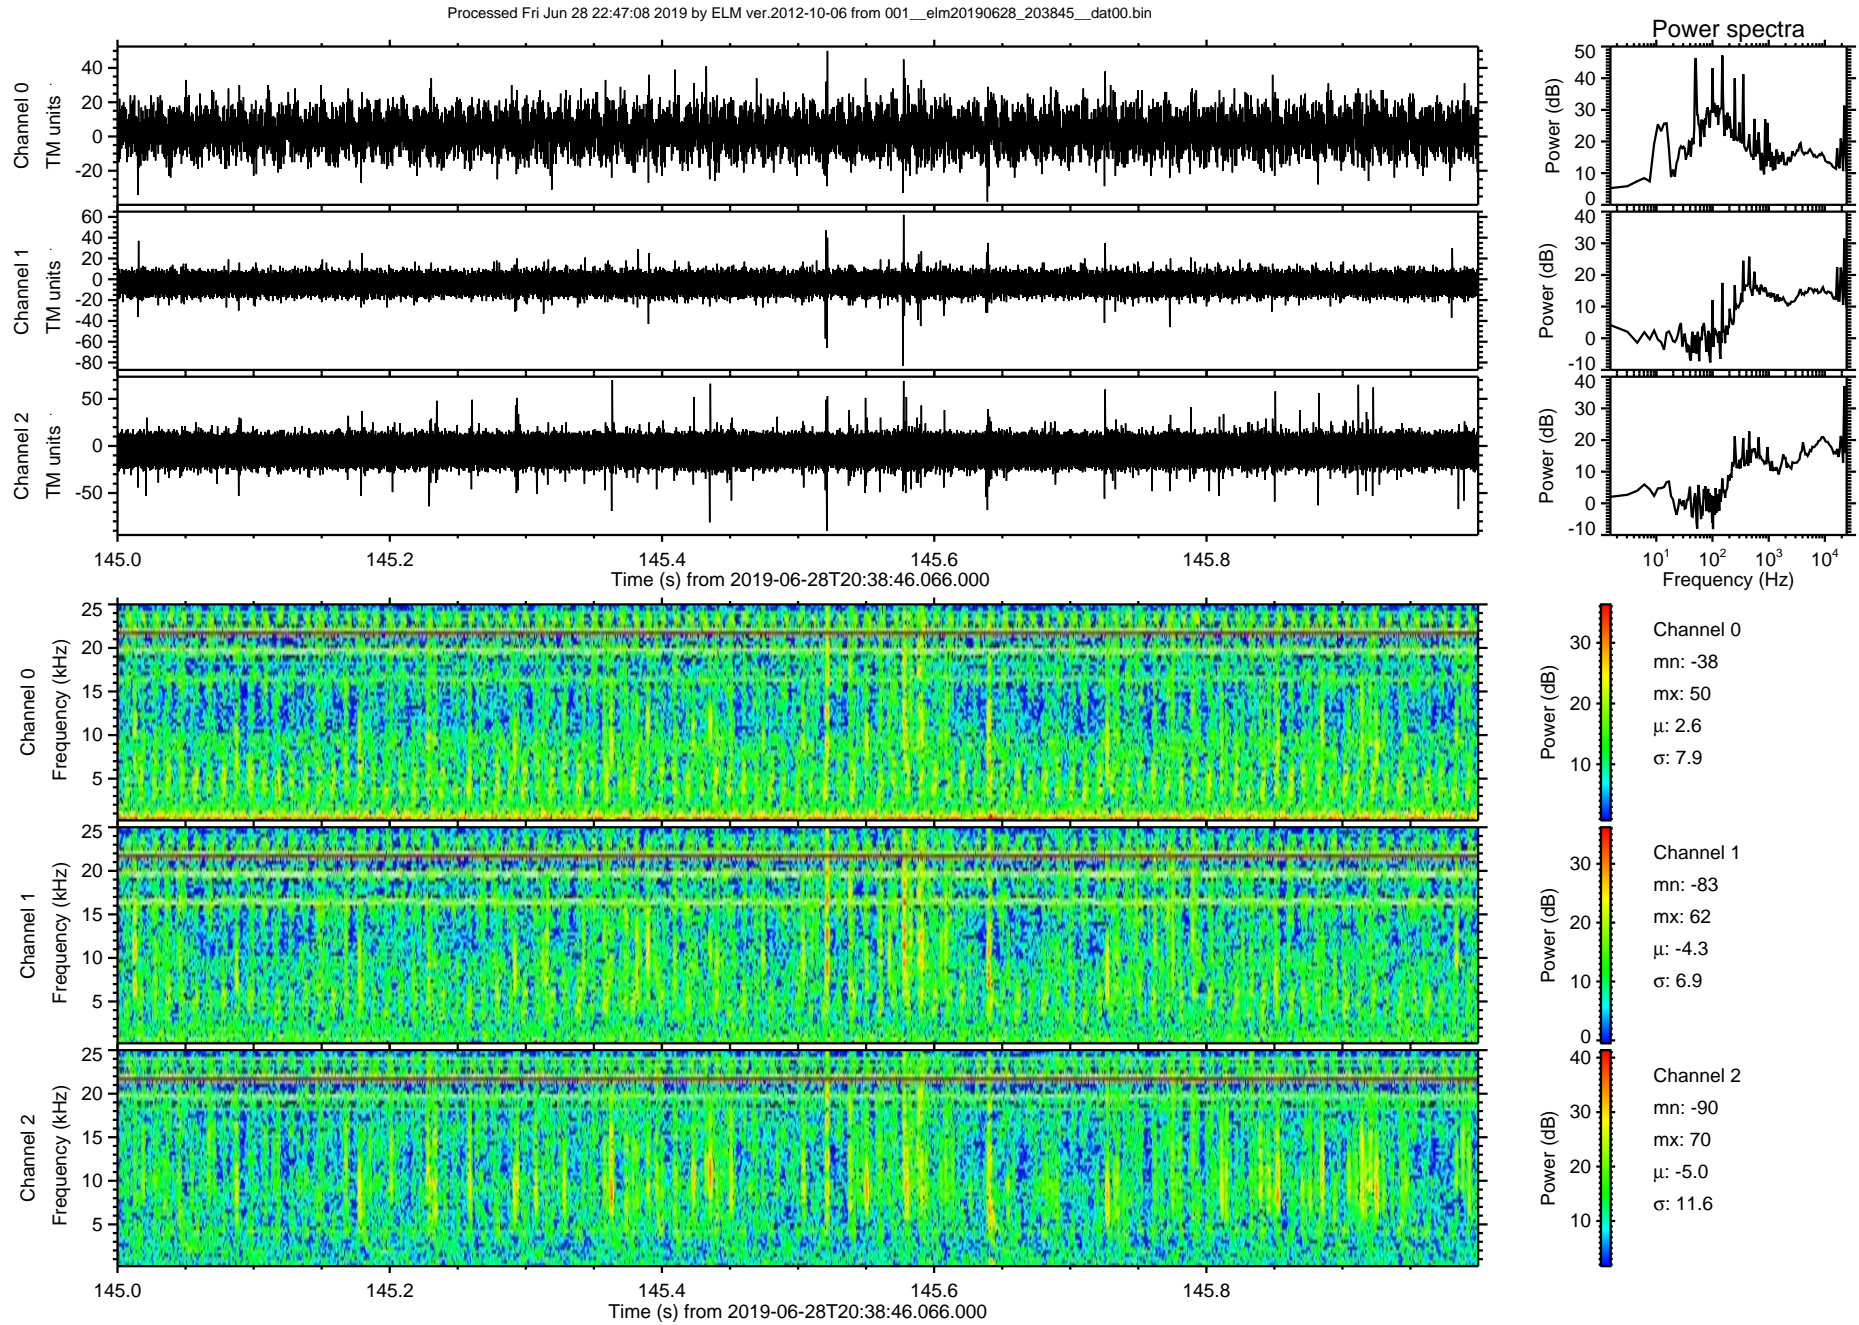 Processed Fri Jun 28 22:47:08 2019 by ELM ver.2012-10-06 from 001__elm20190628_203845__dat00.bin
Power spectra
Channel 0
TM units
40
20
0
-20
Power (dB)
50
40
30
20
10
0
Channel 1
TM units
60
40
20
0
-20
-40
-60
-80
Power (dB)
40
30
20
10
0
-10
Channel 2
TM units
50
0
-50
Power (dB)
40
30
20
10
0
-10
145.0 145.2 145.4 145.6 145.8
Time (s) from 2019-06-28T20:38:46.066.000
10^1 10^2 10^3 10^4
Frequency (Hz)
Channel 0
Frequency (kHz)
25
20
15
10
5
Power (dB)
30
20
10
Channel 0
mn: -38
mx: 50
μ: 2.6
σ: 7.9
Channel 1
Frequency (kHz)
25
20
15
10
5
Power (dB)
30
20
10
0
Channel 1
mn: -83
mx: 62
μ: -4.3
σ: 6.9
Channel 2
Frequency (kHz)
25
20
15
10
5
Power (dB)
40
30
20
10
Channel 2
mn: -90
mx: 70
μ: -5.0
σ: 11.6
145.0 145.2 145.4 145.6 145.8
Time (s) from 2019-06-28T20:38:46.066.000